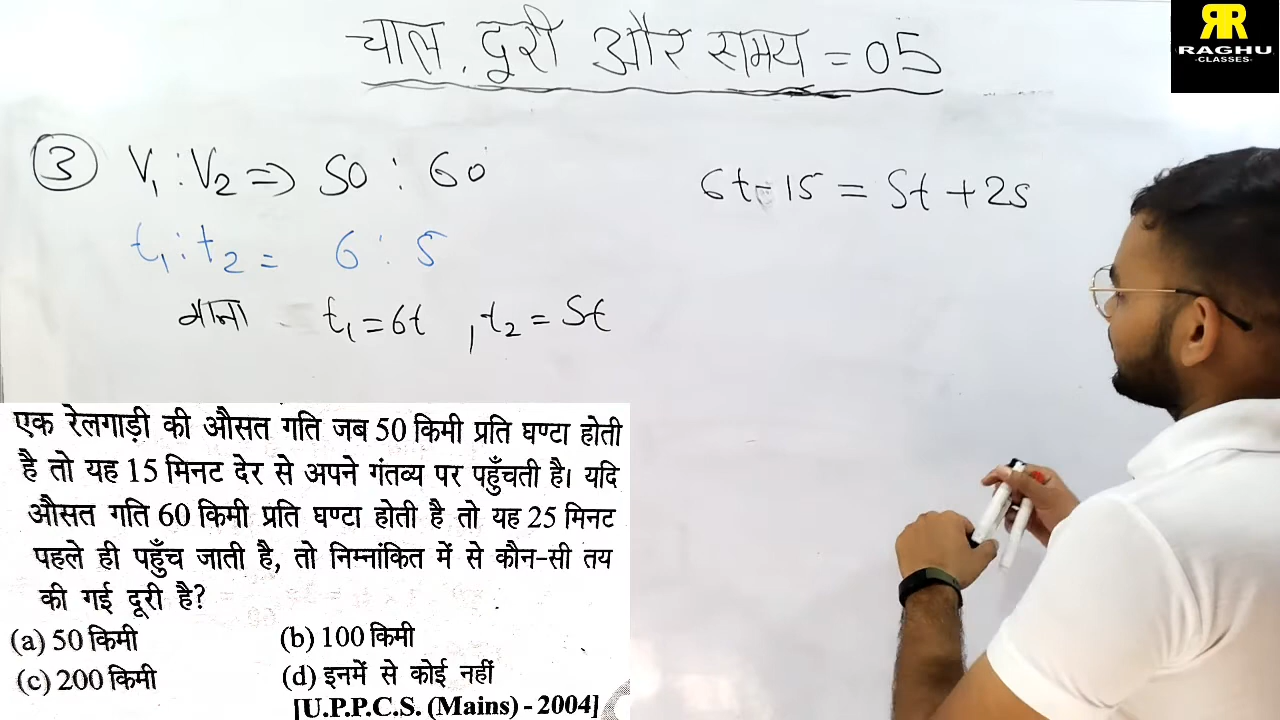 चाल, दूरी और समय = 05
RR
RAGHU
-CLASSES-
③ V₁ : V₂ ⇒ 50 : 60
t₁ : t₂ = 6 : 5
माना t₁ = 6t , t₂ = 5t
6t - 15 = 5t + 25
एक रेलगाड़ी की औसत गति जब 50 किमी प्रति घण्टा होती
है तो यह 15 मिनट देर से अपने गंतव्य पर पहुँचती है। यदि
औसत गति 60 किमी प्रति घण्टा होती है तो यह 25 मिनट
पहले ही पहुँच जाती है, तो निम्नांकित में से कौन-सी तय
की गई दूरी है?
(a) 50 किमी (b) 100 किमी
(c) 200 किमी (d) इनमें से कोई नहीं
[U.P.P.C.S. (Mains) - 2004]